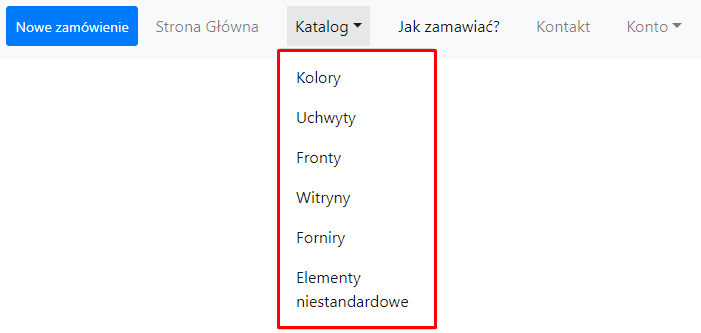 Nowe zamówienie Strona Główna Katalog Jak zamawiać? Kontakt Konto
Kolory
Uchwyty
Fronty
Witryny
Forniry
Elementy
niestandardowe